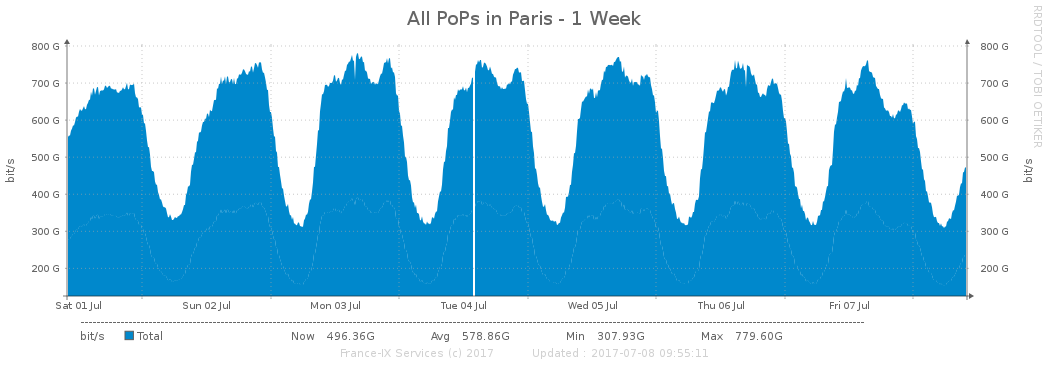 All PoPs in Paris - 1 Week
RRDTOOL / TOBI OETIKER
800 G 800 G
700 G 700 G
600 G 600 G
500 G 500 G
400 G 400 G
300 G 300 G
200 G 200 G
bit/s bit/s
Sat 01 Jul Sun 02 Jul Mon 03 Jul Tue 04 Jul Wed 05 Jul Thu 06 Jul Fri 07 Jul
bit/s Total Now 496.36G Avg 578.86G Min 307.93G Max 779.60G
France-IX Services (c) 2017 Updated : 2017-07-08 09:55:11